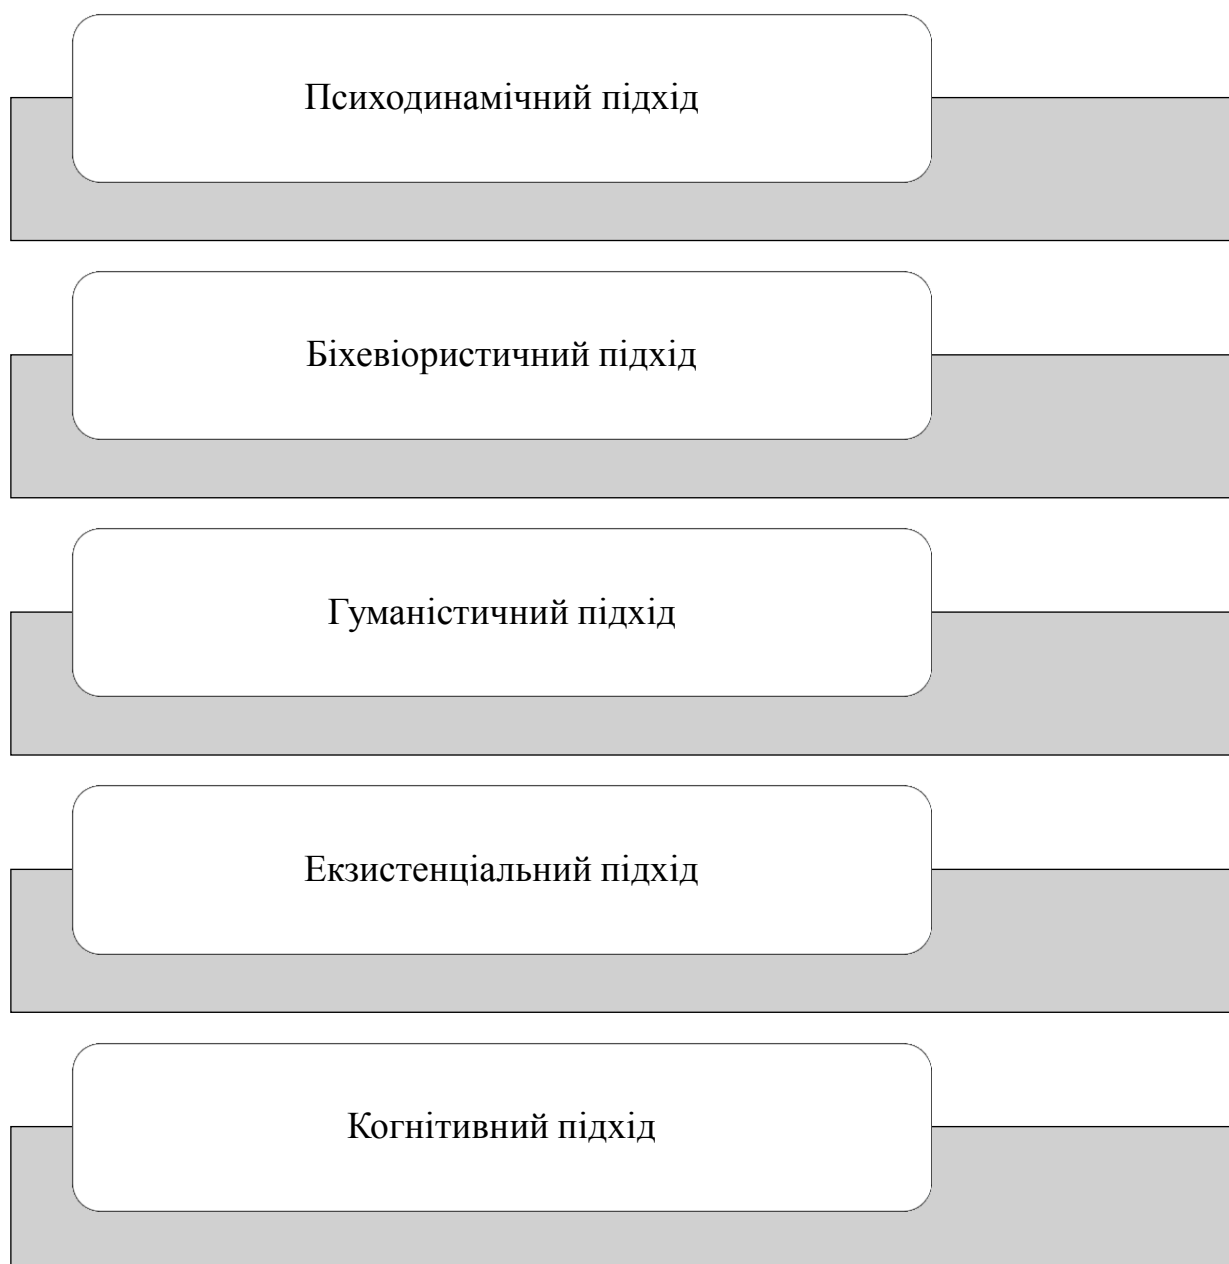 Психодинамічний підхід
Біхевіористичний підхід
Гуманістичний підхід
Екзистенціальний підхід
Когнітивний підхід